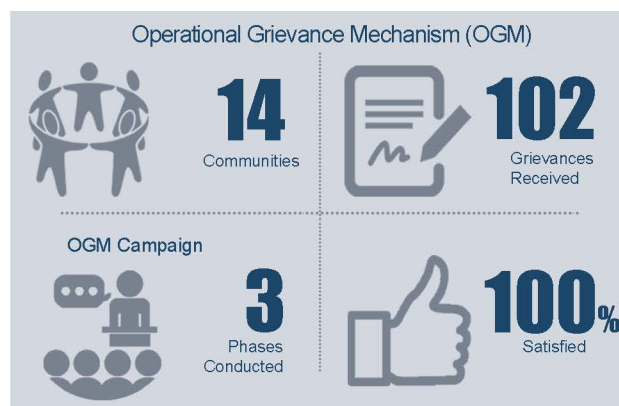 Operational Grievance Mechanism (OGM)
14
Communities
102
Grievances
Received
OGM Campaign
3
Phases
Conducted
100%
Satisfied